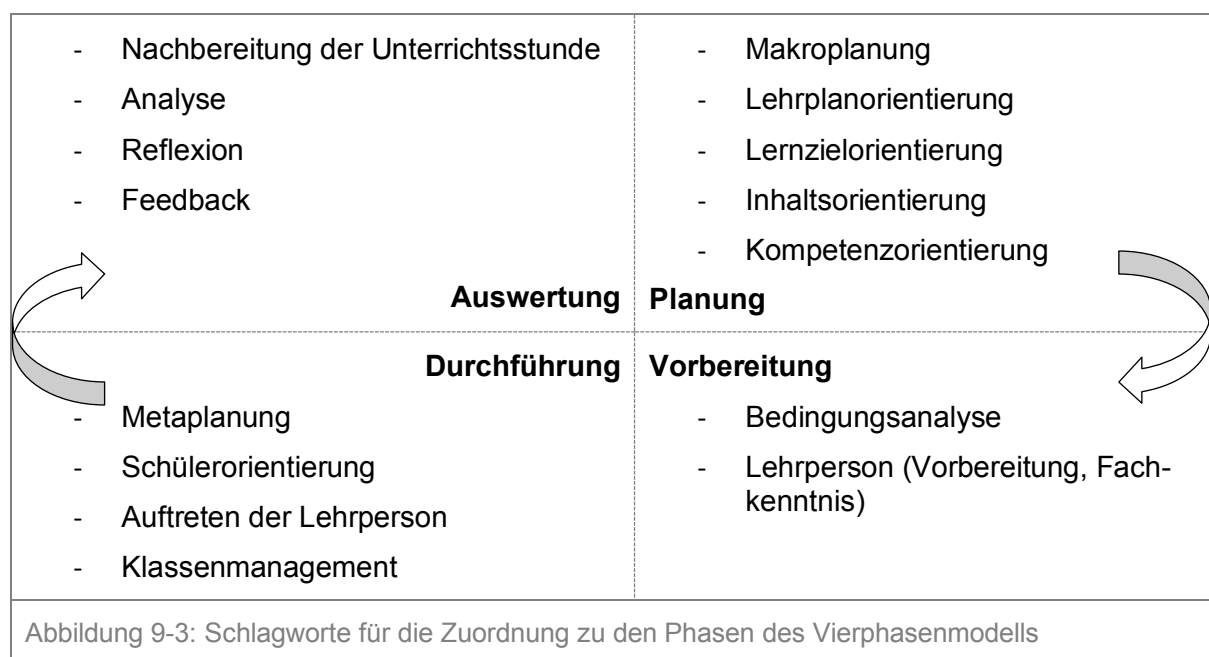 - Nachbereitung der Unterrichtsstunde
- Analyse
- Reflexion
- Feedback
Auswertung
- Makroplanung
- Lehrplanorientierung
- Lernzielorientierung
- Inhaltsorientierung
- Kompetenzorientierung
Planung
Durchführung
- Metaplanung
- Schülerorientierung
- Auftreten der Lehrperson
- Klassenmanagement
Vorbereitung
- Bedingungsanalyse
- Lehrperson (Vorbereitung, Fach-
kenntnis)
Abbildung 9-3: Schlagworte für die Zuordnung zu den Phasen des Vierphasenmodells